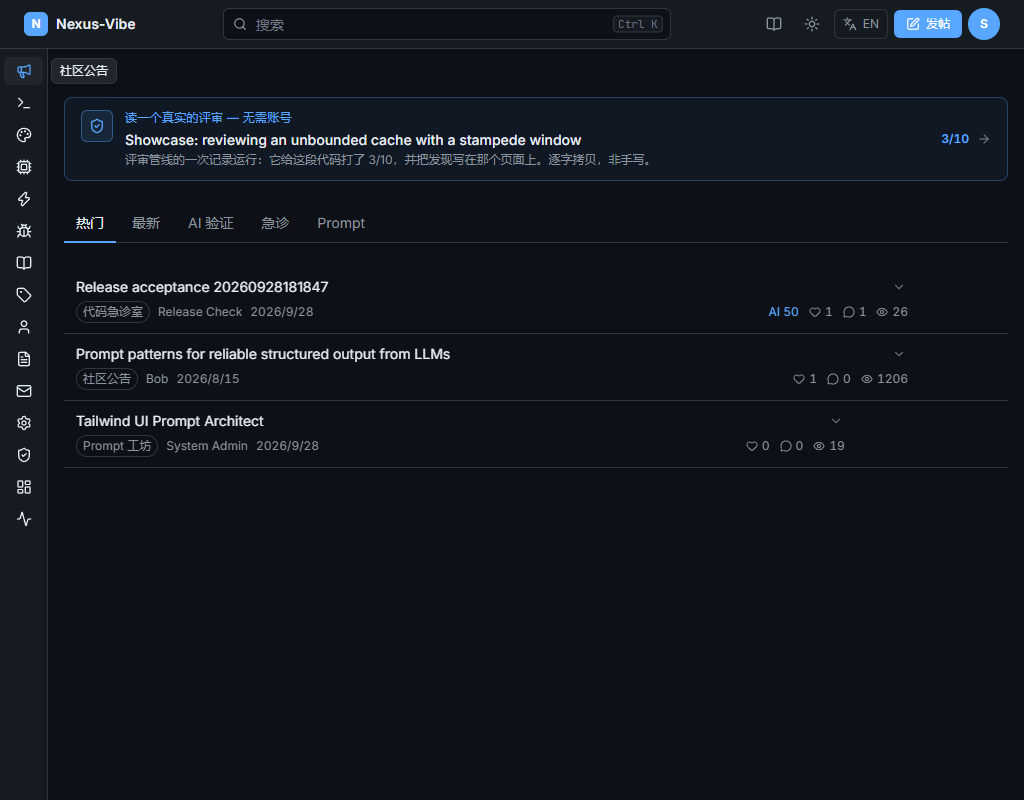 N Nexus-Vibe 搜索 Ctrl K EN 发帖 S
社区公告
读一个真实的评审 — 无需账号
Showcase: reviewing an unbounded cache with a stampede window
3/10
评审管线的一次记录运行：它给这段代码打了 3/10，并把发现写在那个页面上。逐字拷贝，非手写。
热门 最新 AI 验证 急诊 Prompt
Release acceptance 20260928181847
代码急诊室 Release Check 2026/9/28 AI 50 1 1 26
Prompt patterns for reliable structured output from LLMs
社区公告 Bob 2026/8/15 1 0 1206
Tailwind UI Prompt Architect
Prompt 工坊 System Admin 2026/9/28 0 0 19